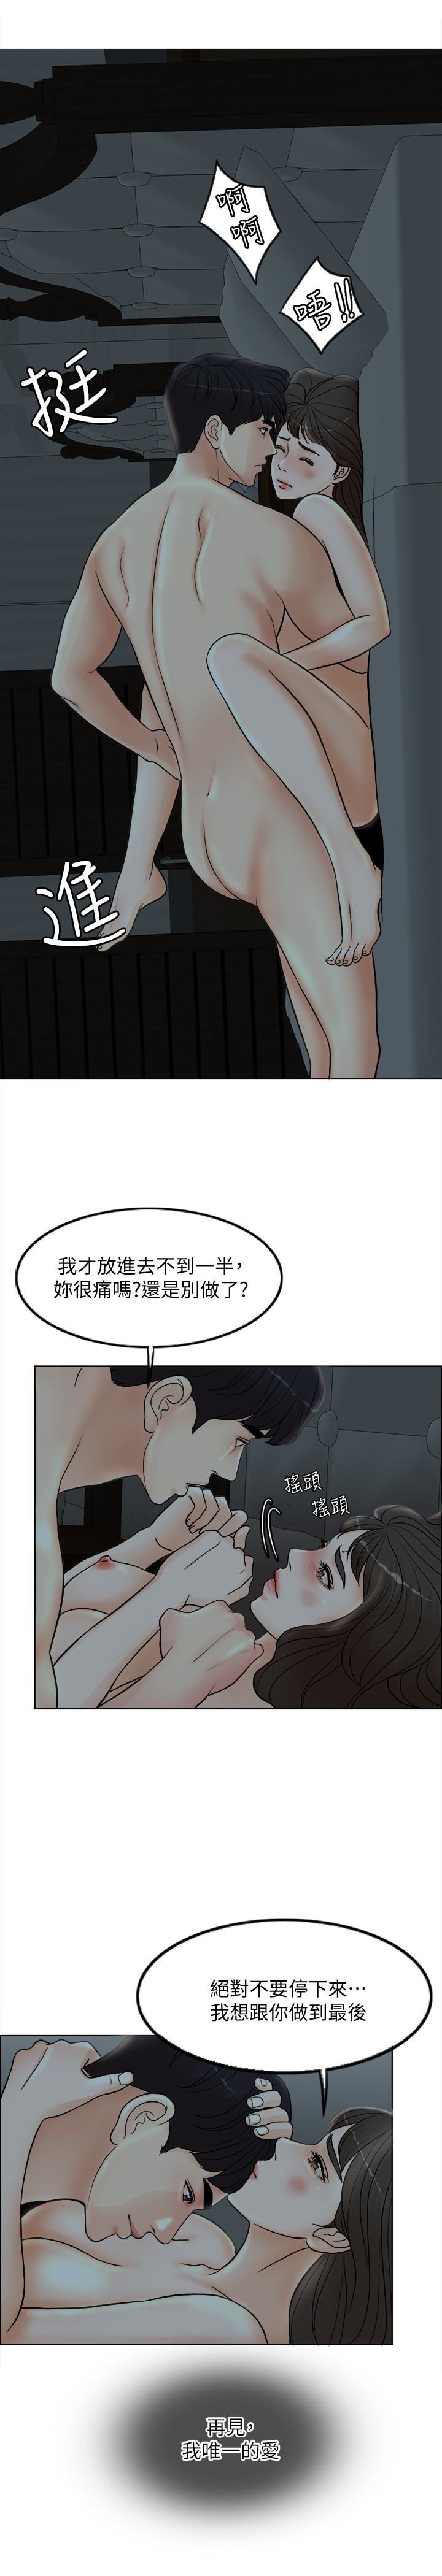 啊
啊
唔!!
挺
進
我才放進去不到一半，
妳很痛嗎?還是別做了?
搖頭
搖頭
絕對不要停下來⋯
我想跟你做到最後
再見，
我唯一的愛